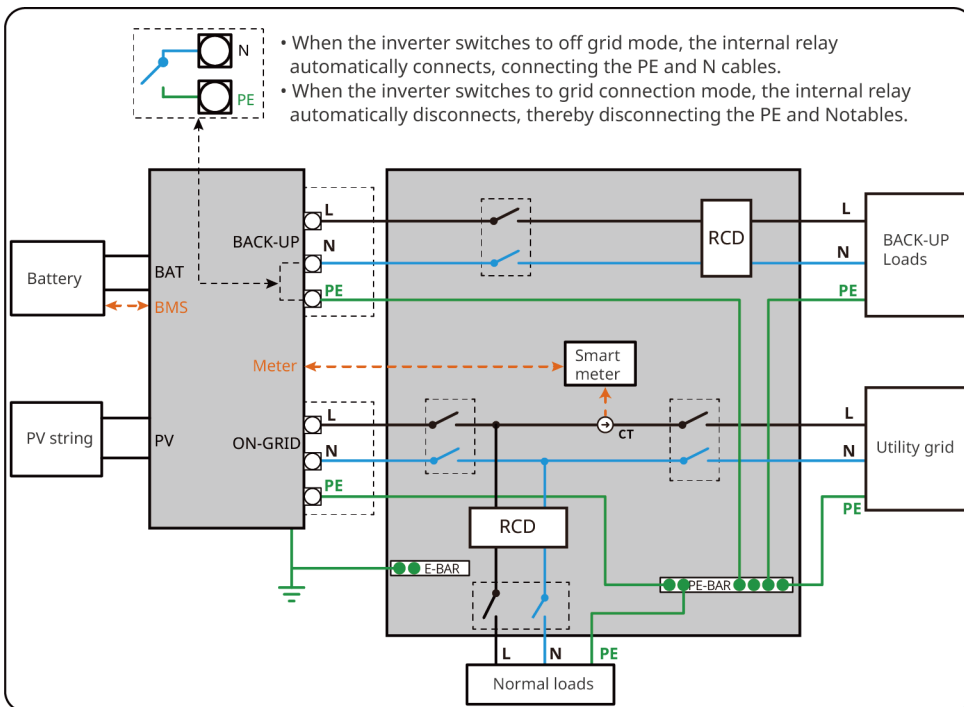 N
PE
• When the inverter switches to off grid mode, the internal relay
automatically connects, connecting the PE and N cables.
• When the inverter switches to grid connection mode, the internal relay
automatically disconnects, thereby disconnecting the PE and Notables.
L
BACK-UP
N
PE
Battery
BAT
BMS
RCD
L
N
PE
BACK-UP
Loads
Meter
Smart
meter
CT
PV string
PV
ON-GRID
L
N
PE
L
N
PE
Utility grid
RCD
E-BAR
PE-BAR
L
N
PE
Normal loads